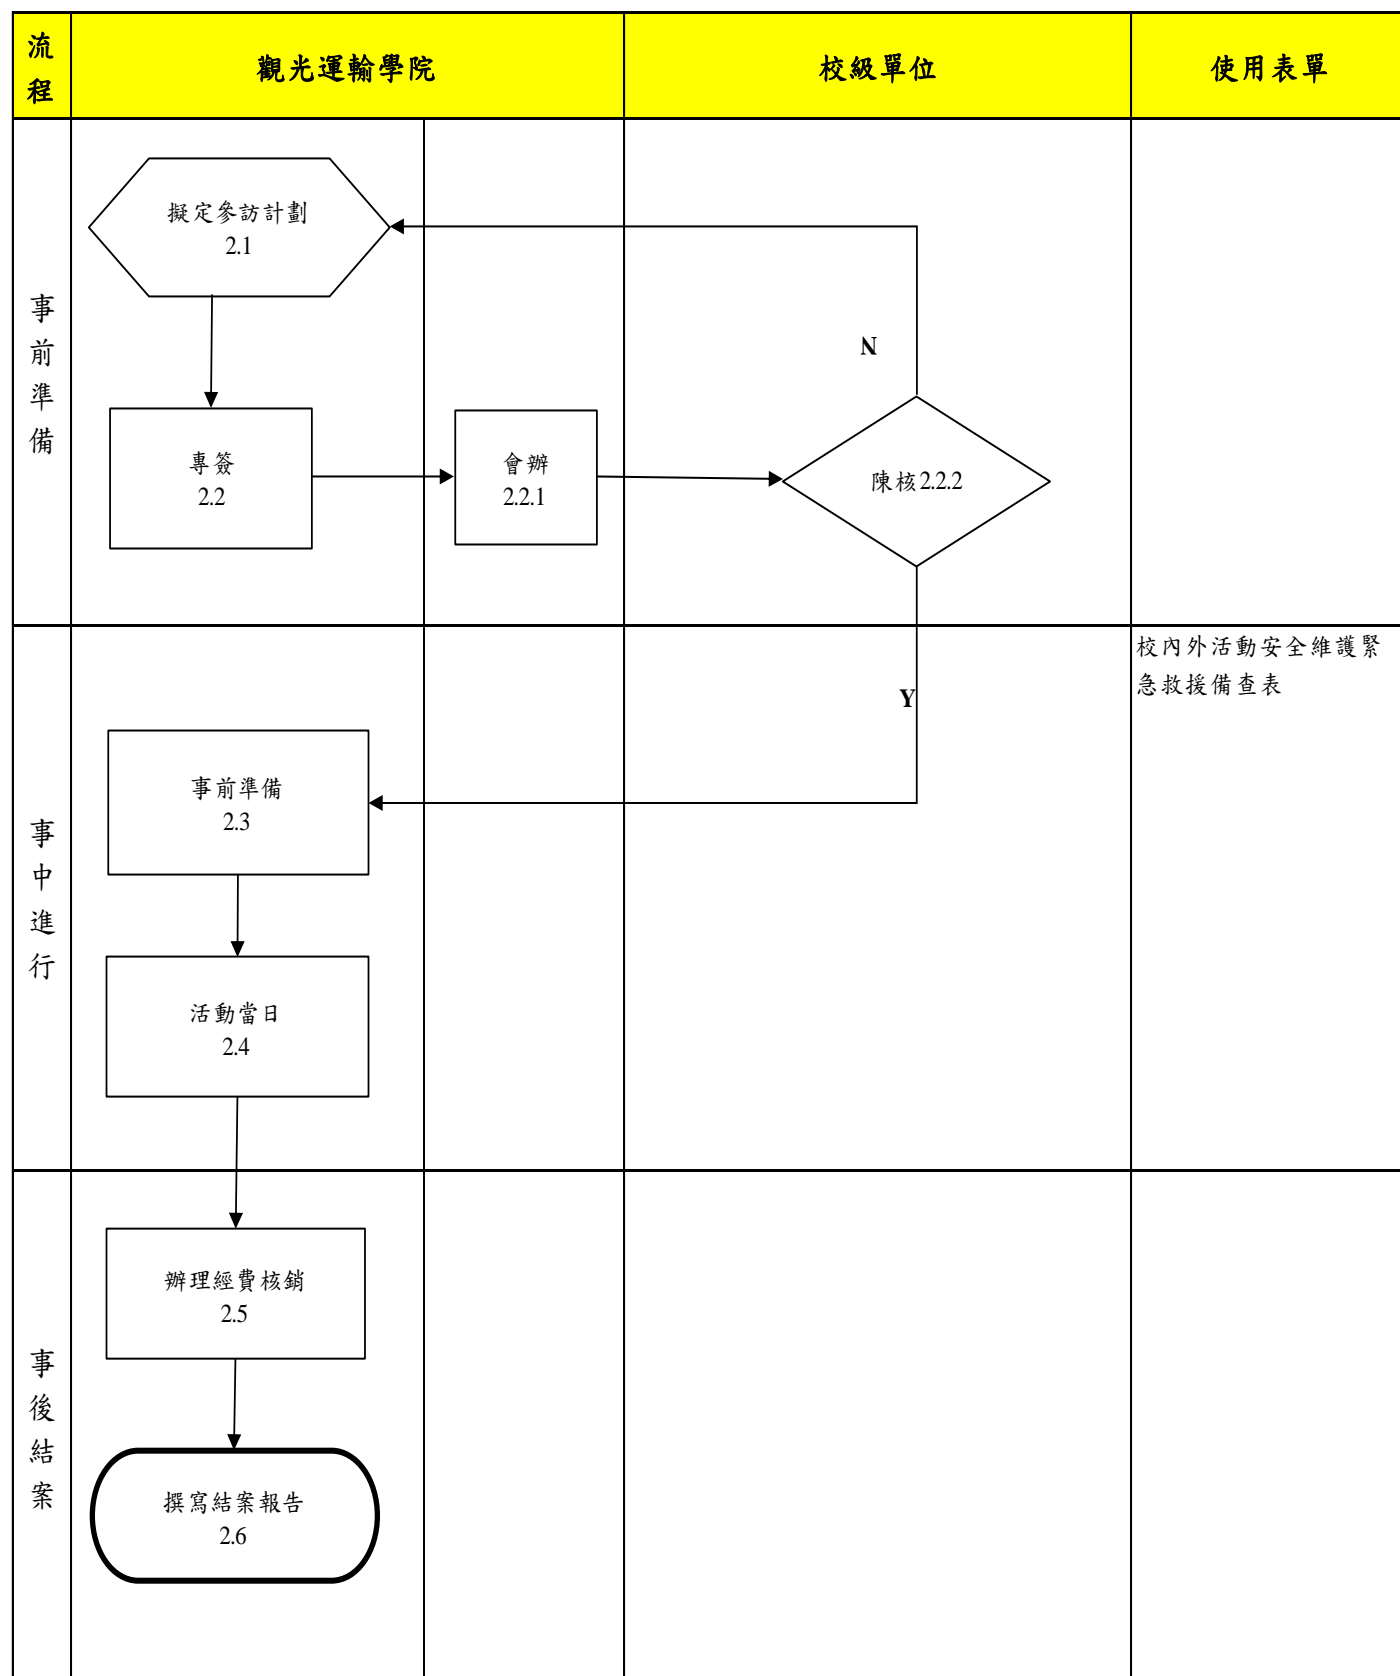 流程
觀光運輸學院
校級單位
使用表單
事前準備
擬定參訪計劃
2.1
N
專簽
2.2
會辦
2.2.1
陳核2.2.2
事中進行
校內外活動安全維護緊
急救援備查表
Y
事前準備
2.3
活動當日
2.4
事後結案
辦理經費核銷
2.5
撰寫結案報告
2.6